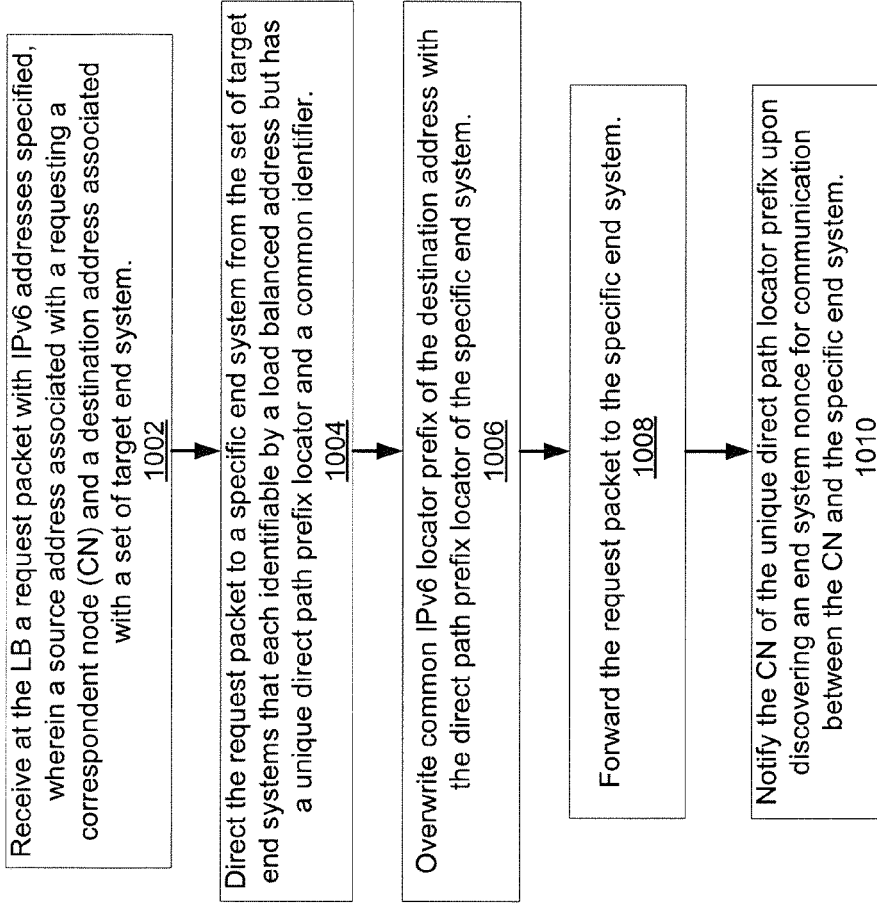 Receive at the LB a request packet with IPv6 addresses specified,
wherein a source address associated with a requesting a
correspondent node (CN) and a destination address associated
with a set of target end system.
1002
Direct the request packet to a specific end system from the set of target
end systems that each identifiable by a load balanced address but has
a unique direct path prefix locator and a common identifier.
1004
Overwrite common IPv6 locator prefix of the destination address with
the direct path prefix locator of the specific end system.
1006
Forward the request packet to the specific end system.
1008
Notify the CN of the unique direct path locator prefix upon
discovering an end system nonce for communication
between the CN and the specific end system.
1010